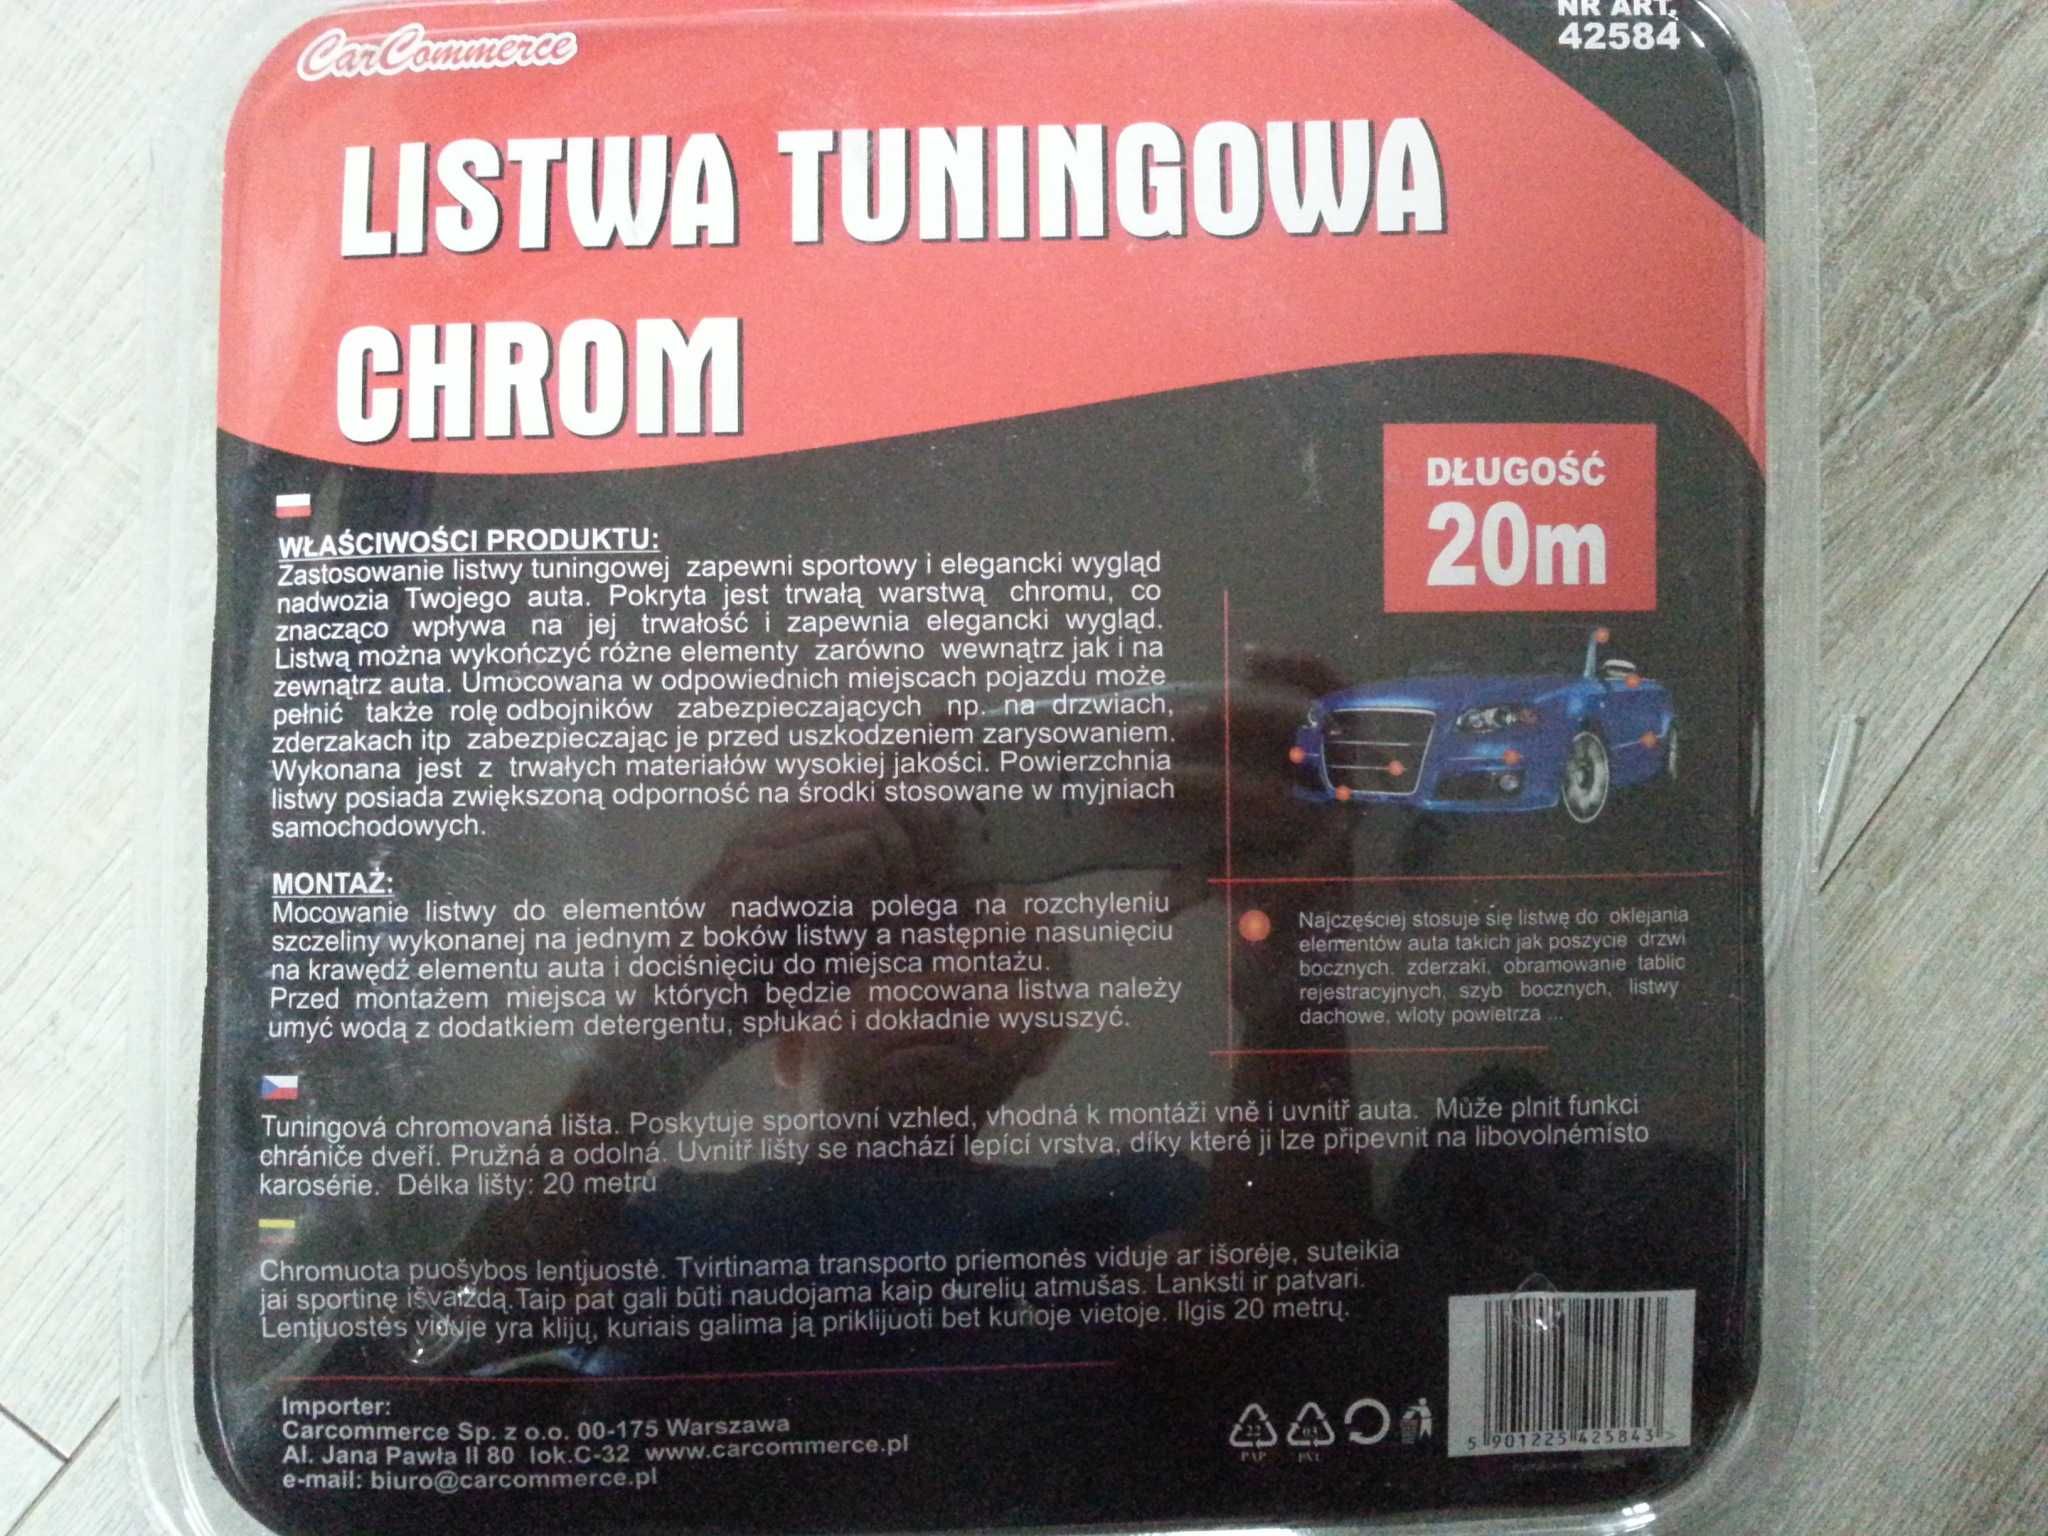 CarCommerce
NR ART.
42584
LISTWA TUNINGOWA
CHROM
DŁUGOŚĆ
20m
WŁAŚCIWOŚCI PRODUKTU:
Zastosowanie listwy tuningowej zapewni sportowy i elegancki wygląd
nadwozia Twojego auta. Pokryta jest trwałą warstwą chromu, co
znacząco wpływa na jej trwałość i zapewnia elegancki wygląd.
Listwą można wykończyć różne elementy zarówno wewnątrz jak i na
zewnątrz auta. Umocowana w odpowiednich miejscach pojazdu może
pełnić także rolę odbojników zabezpieczających np. na drzwiach,
zderzakach itp zabezpieczając je przed uszkodzeniem zarysowaniem.
Wykonana jest z trwałych materiałów wysokiej jakości. Powierzchnia
listwy posiada zwiększoną odporność na środki stosowane w myjniach
samochodowych.
MONTAŻ:
Mocowanie listwy do elementów nadwozia polega na rozchyleniu
szczeliny wykonanej na jednym z boków listwy a następnie nasunięciu
na krawędź elementu auta i dociśnięciu do miejsca montażu.
Przed montażem miejsca w których będzie mocowana listwa należy
umyć wodą z dodatkiem detergentu, spłukać i dokładnie wysuszyć.
Najczęściej stosuje się listwę do oklejania
elementów auta takich jak poszycie drzwi
bocznych, zderzaki, obramowanie tablic
rejestracyjnych, szyb bocznych, listwy
dachowe, wloty powietrza ...
Tuningová chromovaná lišta. Poskytuje sportovní vzhled, vhodná k montáži vně i uvnitř auta. Může plnit funkci
chrániče dveří. Pružná a odolná. Uvnitř lišty se nachází lepící vrstva, díky které ji lze připevnit na libovolnémísto
karosérie. Délka lišty: 20 metrů
Chromuota puošybos lentjuostė. Tvirtinama transporto priemonės viduje ar išorėje, suteikia
jai sportinę išvaizdą. Taip pat gali būti naudojama kaip durelių atmušas. Lanksti ir patvari.
Lentjuostės viduje yra klijų, kuriais galima ją priklijuoti bet kurioje vietoje. Ilgis 20 metrų.
Importer:
Carcommerce Sp. z o.o. 00-175 Warszawa
Al. Jana Pawła II 80 lok.C-32 www.carcommerce.pl
e-mail: biuro@carcommerce.pl
22
PAP
03
PVC
5 901225 425843 >